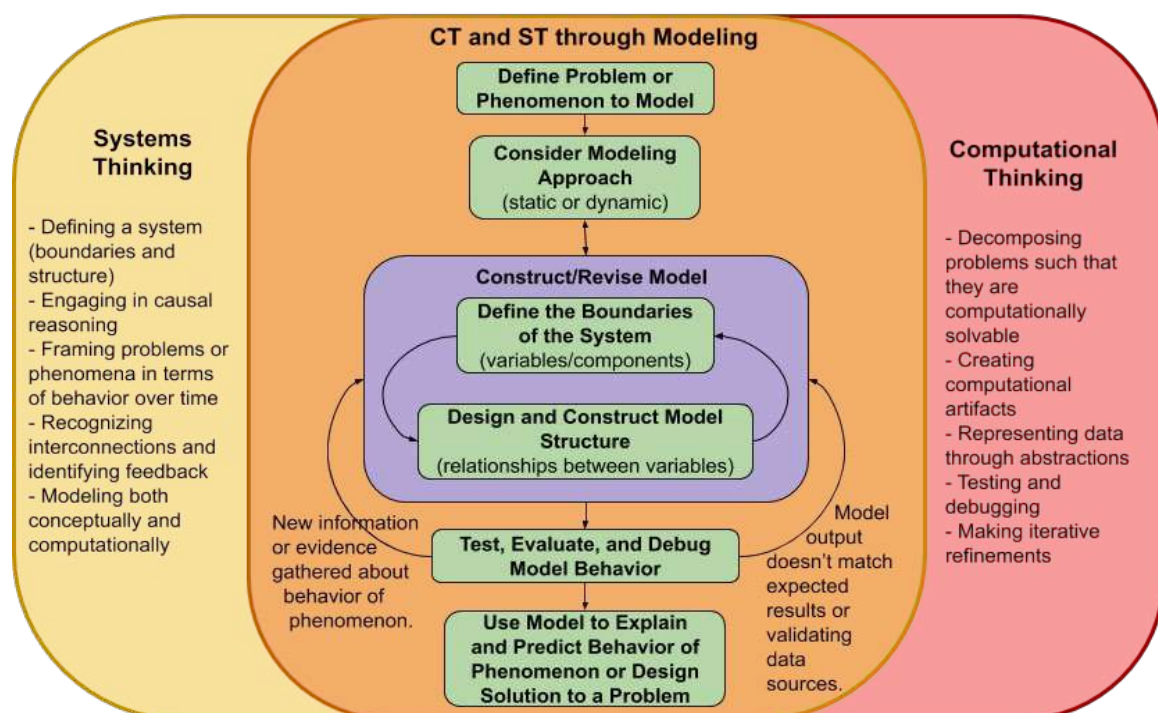 CT and ST through Modeling
Systems
Thinking
- Defining a system
(boundaries and
structure)
- Engaging in causal
reasoning
- Framing problems or
phenomena in terms
of behavior over time
- Recognizing
interconnections and
identifying feedback
- Modeling both
conceptually and
computationally
Define Problem or
Phenomenon to Model
Consider Modeling
Approach
(static or dynamic)
Construct/Revise Model
Define the Boundaries
of the System
(variables/components)
Design and Construct Model
Structure
(relationships between variables)
New information
or evidence
gathered about
behavior of
phenomenon.
Test, Evaluate, and Debug
Model Behavior
Model
output
doesn't match
expected
results or
validating
data
sources.
Use Model to Explain
and Predict Behavior of
Phenomenon or Design
Solution to a Problem
Computational
Thinking
- Decomposing
problems such that
they are
computationally
solvable
- Creating
computational
artifacts
- Representing data
through abstractions
- Testing and
debugging
- Making iterative
refinements